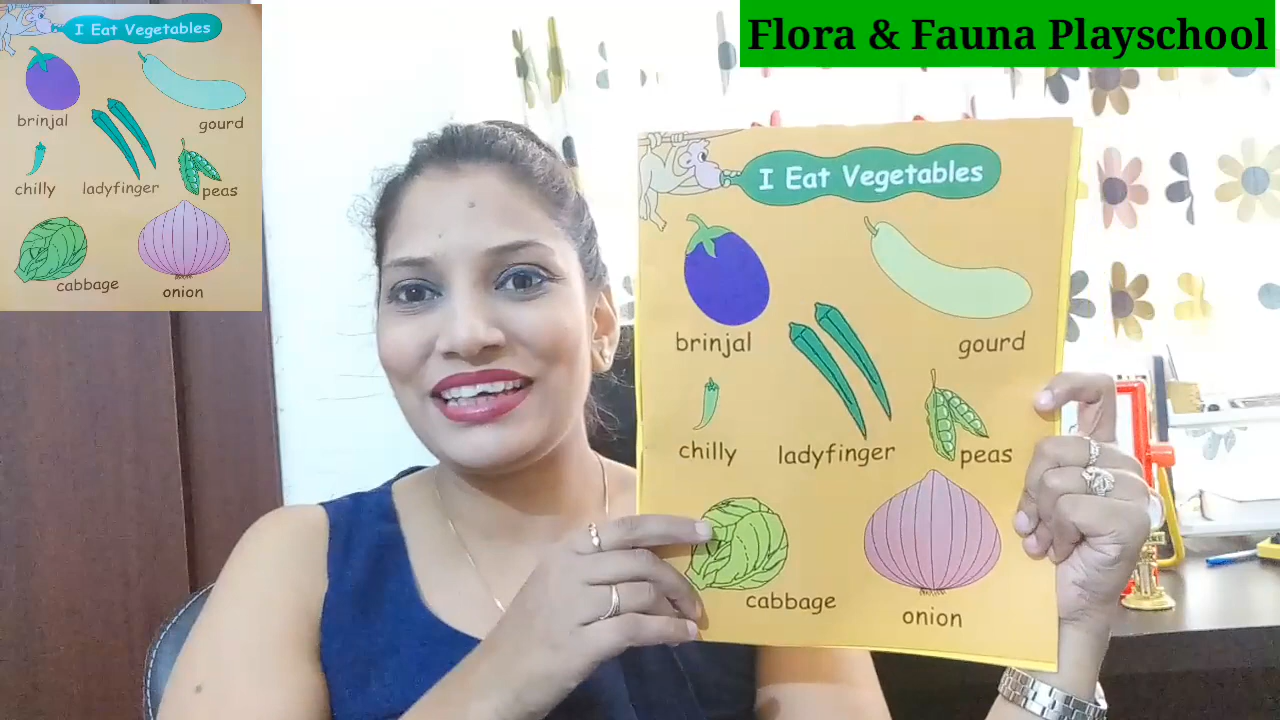 I Eat Vegetables
brinjal
gourd
chilly
ladyfinger
peas
cabbage
onion
Flora & Fauna Playschool
I Eat Vegetables
brinjal
gourd
chilly
ladyfinger
peas
cabbage
onion